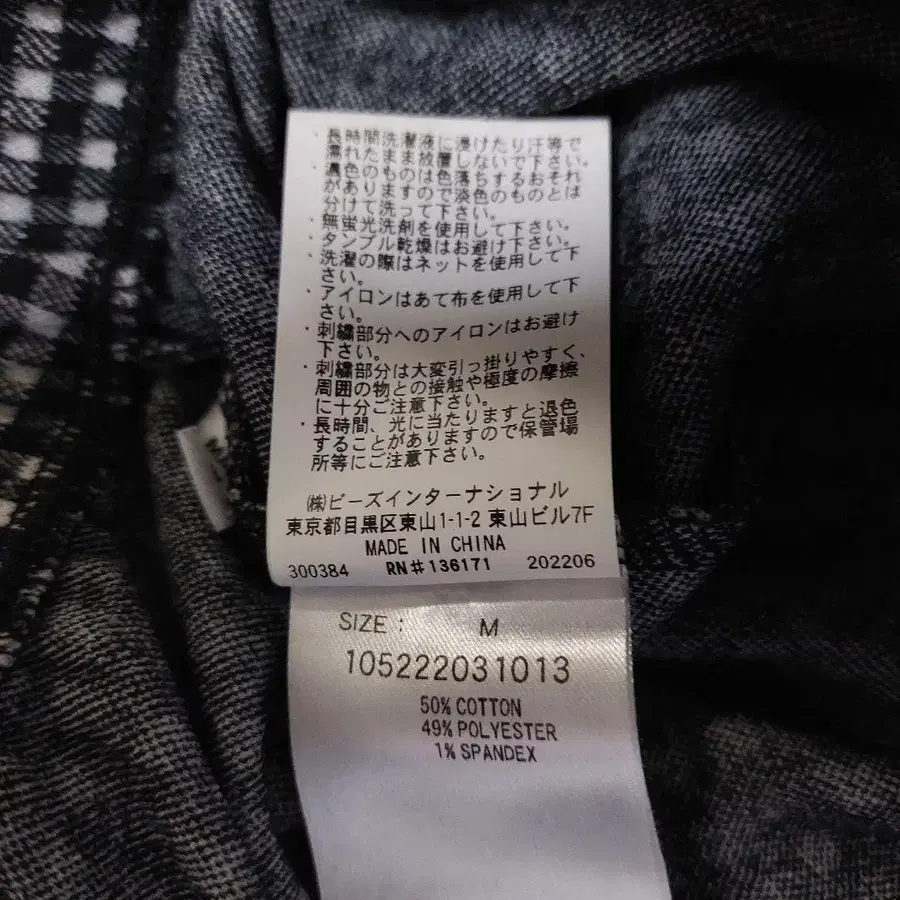 ・長時間洗濯液に浸けたり汗等で
濡れたまま放置しないで下さい。
・濃色のものは色落ちするおそれ
がありますので淡色のものとは
分けて洗って下さい。
・無蛍光洗剤を使用して下さい。
・タンブル乾燥はお避け下さい。
・洗濯の際はネットを使用して下
さい。
・アイロンはあて布を使用して下
さい。
・刺繍部分へのアイロンはお避け
下さい。
・刺繍部分は大変引っ掛りやすく、
周囲の物との接触や極度の摩擦
に十分ご注意下さい。
・長時間、光に当たりますと退色
することがありますので保管場
所等にご注意下さい。
㈱ビーズインターナショナル
東京都目黒区東山1-1-2 東山ビル7F
MADE IN CHINA
300384 RN#136171 202206
SIZE : M
105222031013
50% COTTON
49% POLYESTER
1% SPANDEX